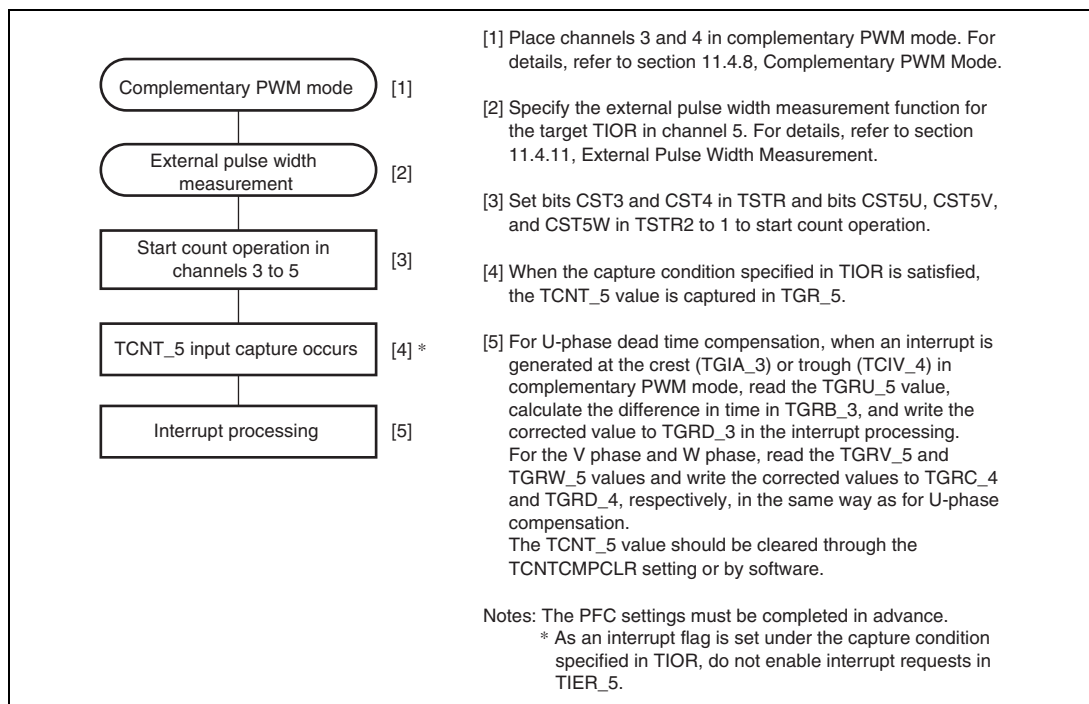 Complementary PWM mode [1]
External pulse width
measurement
[2]
Start count operation in
channels 3 to 5
[3]
TCNT_5 input capture occurs [4] *
Interrupt processing [5]
[1] Place channels 3 and 4 in complementary PWM mode. For
details, refer to section 11.4.8, Complementary PWM Mode.
[2] Specify the external pulse width measurement function for
the target TIOR in channel 5. For details, refer to section
11.4.11, External Pulse Width Measurement.
[3] Set bits CST3 and CST4 in TSTR and bits CST5U, CST5V,
and CST5W in TSTR2 to 1 to start count operation.
[4] When the capture condition specified in TIOR is satisfied,
the TCNT_5 value is captured in TGR_5.
[5] For U-phase dead time compensation, when an interrupt is
generated at the crest (TGIA_3) or trough (TCIV_4) in
complementary PWM mode, read the TGRU_5 value,
calculate the difference in time in TGRB_3, and write the
corrected value to TGRD_3 in the interrupt processing.
For the V phase and W phase, read the TGRV_5 and
TGRW_5 values and write the corrected values to TGRC_4
and TGRD_4, respectively, in the same way as for U-phase
compensation.
The TCNT_5 value should be cleared through the
TCNTCMPCLR setting or by software.
Notes: The PFC settings must be completed in advance.
* As an interrupt flag is set under the capture condition
specified in TIOR, do not enable interrupt requests in
TIER_5.